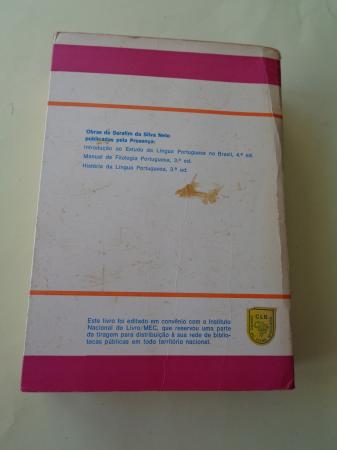 Obras de Serafim da Silva Neto
publicadas pela Presença:
Introdução ao Estudo da Língua Portuguesa no Brasil, 4.ª ed.
Manual de Filologia Portuguesa, 3.ª ed.
História da Língua Portuguesa, 3.ª ed.
Este livro foi editado em convênio com o Instituto
Nacional do Livro/MEC, que reservou uma parte
da tiragem para distribuição à sua rede de biblio-
tecas públicas em todo território nacional.
CLB